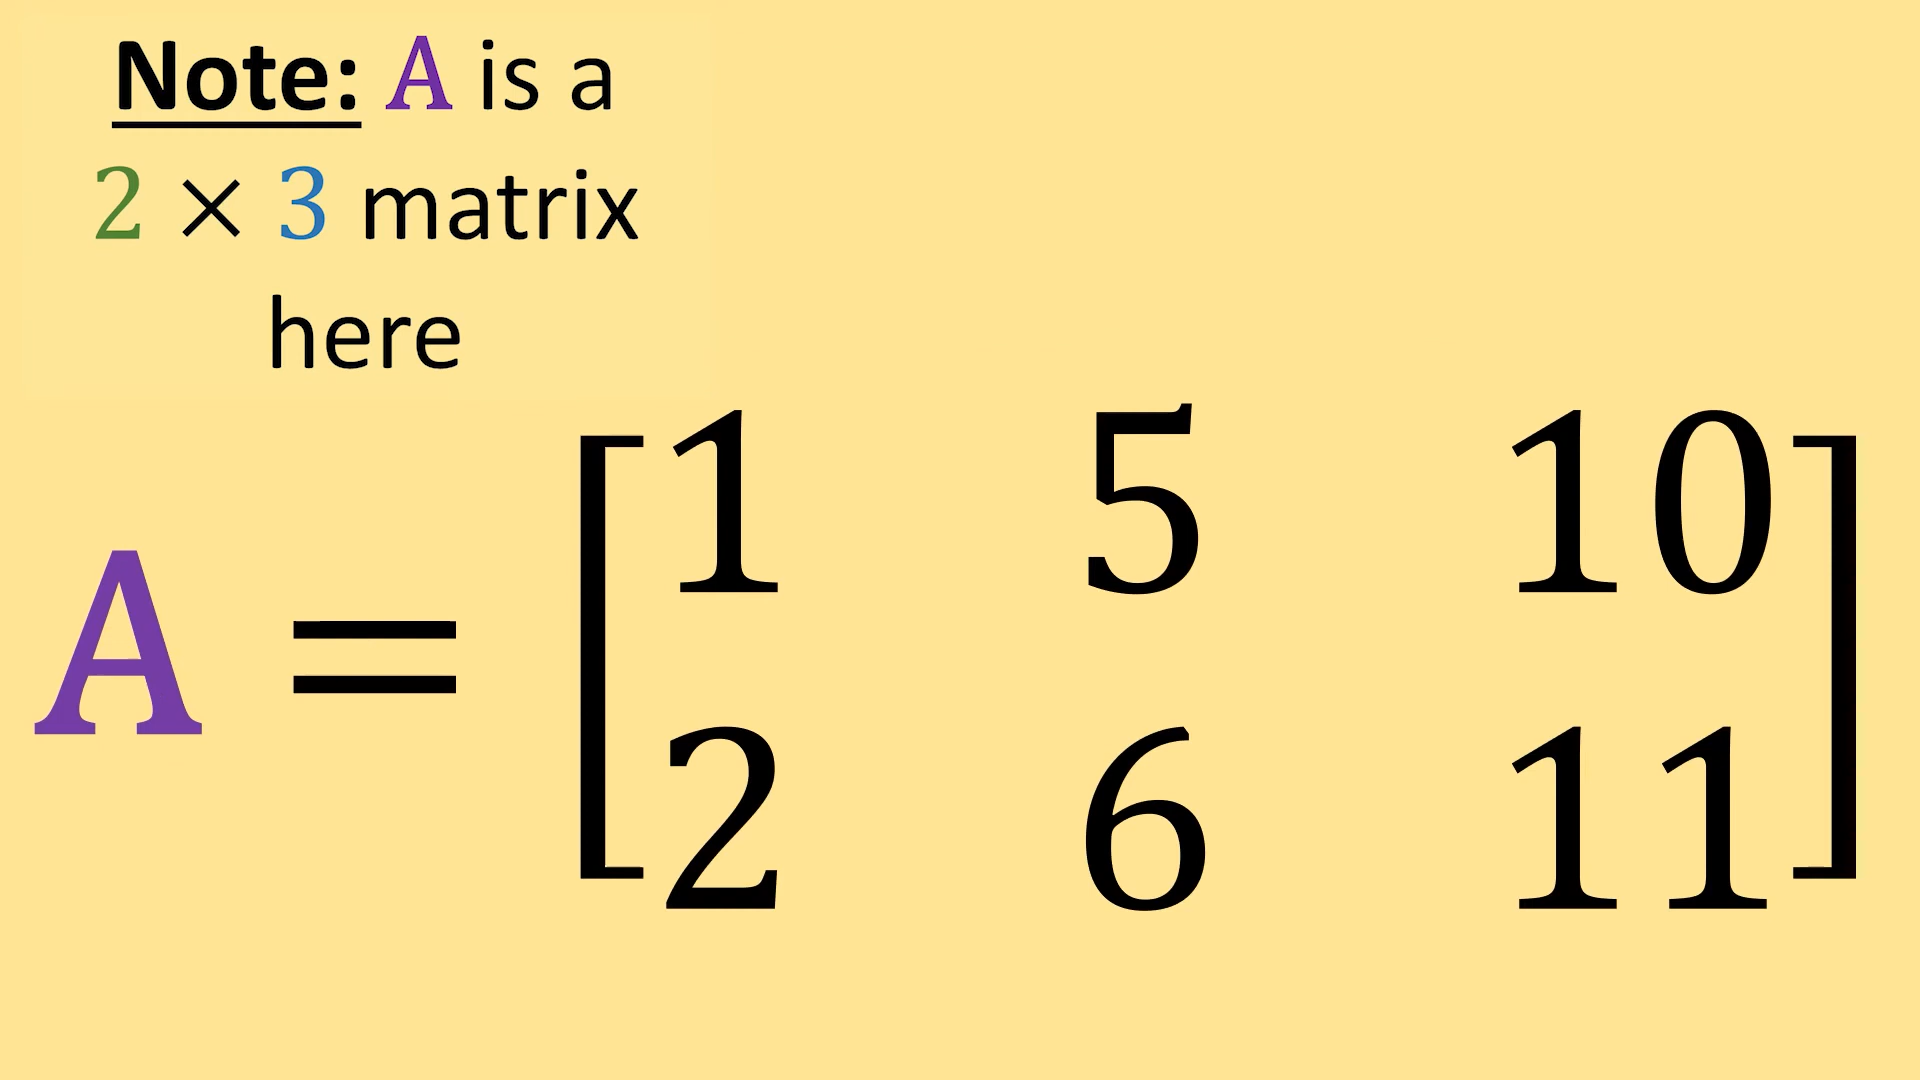 Note: A is a
2 × 3 matrix
here
1 5 10
A =
2 6 11